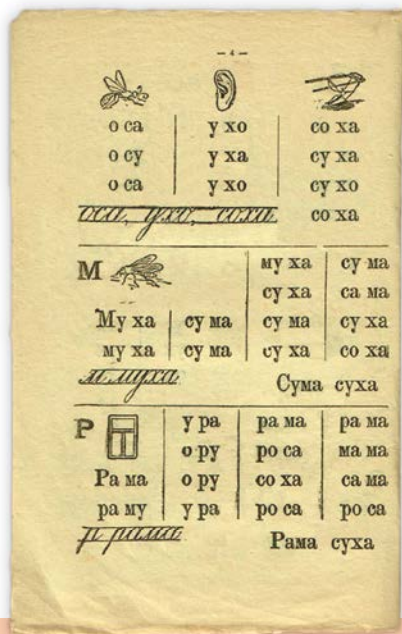 – 4 –
о са | у хо | со ха
о су | у ха | су ха
о са | у хо | су хо
оса, ухо, соха со ха
М му ха | су ма
су ха | са ма
Му ха | су ма | су ма | су ха
му ха | су ма | су ха | со ха
м муха Сума суха
Р у ра | ра ма | ра ма
о ру | ро са | ма ма
Ра ма | о ру | со ха | са ма
ра му | у ра | ро са | ро са
р рама Рама суха